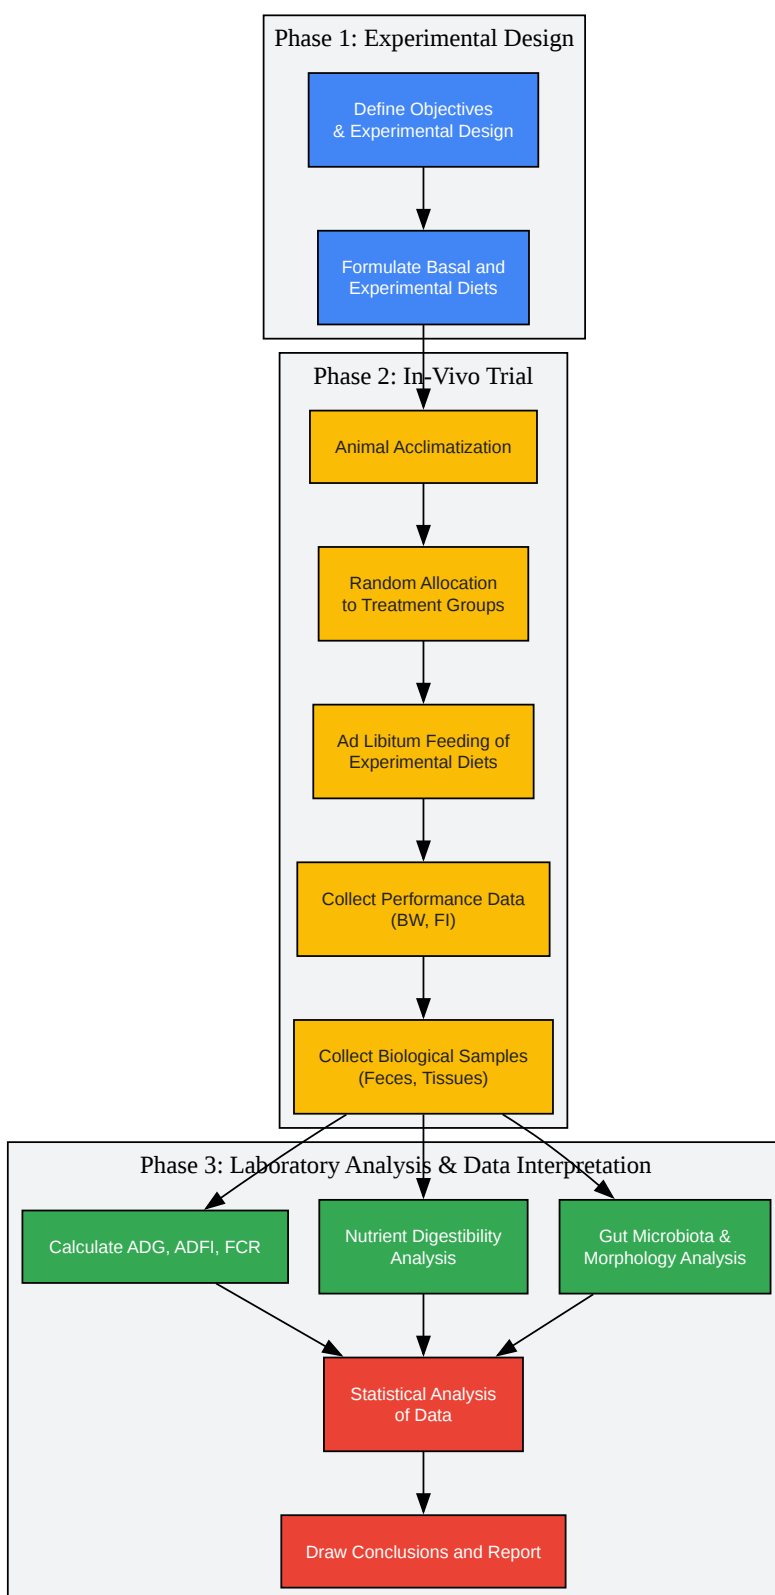 Phase 1: Experimental Design
Define Objectives
& Experimental Design
Formulate Basal and
Experimental Diets
Phase 2: In-Vivo Trial
Animal Acclimatization
Random Allocation
to Treatment Groups
Ad Libitum Feeding of
Experimental Diets
Collect Performance Data
(BW, FI)
Collect Biological Samples
(Feces, Tissues)
Phase 3: Laboratory Analysis & Data Interpretation
Calculate ADG, ADFI, FCR
Nutrient Digestibility
Analysis
Gut Microbiota &
Morphology Analysis
Statistical Analysis
of Data
Draw Conclusions and Report